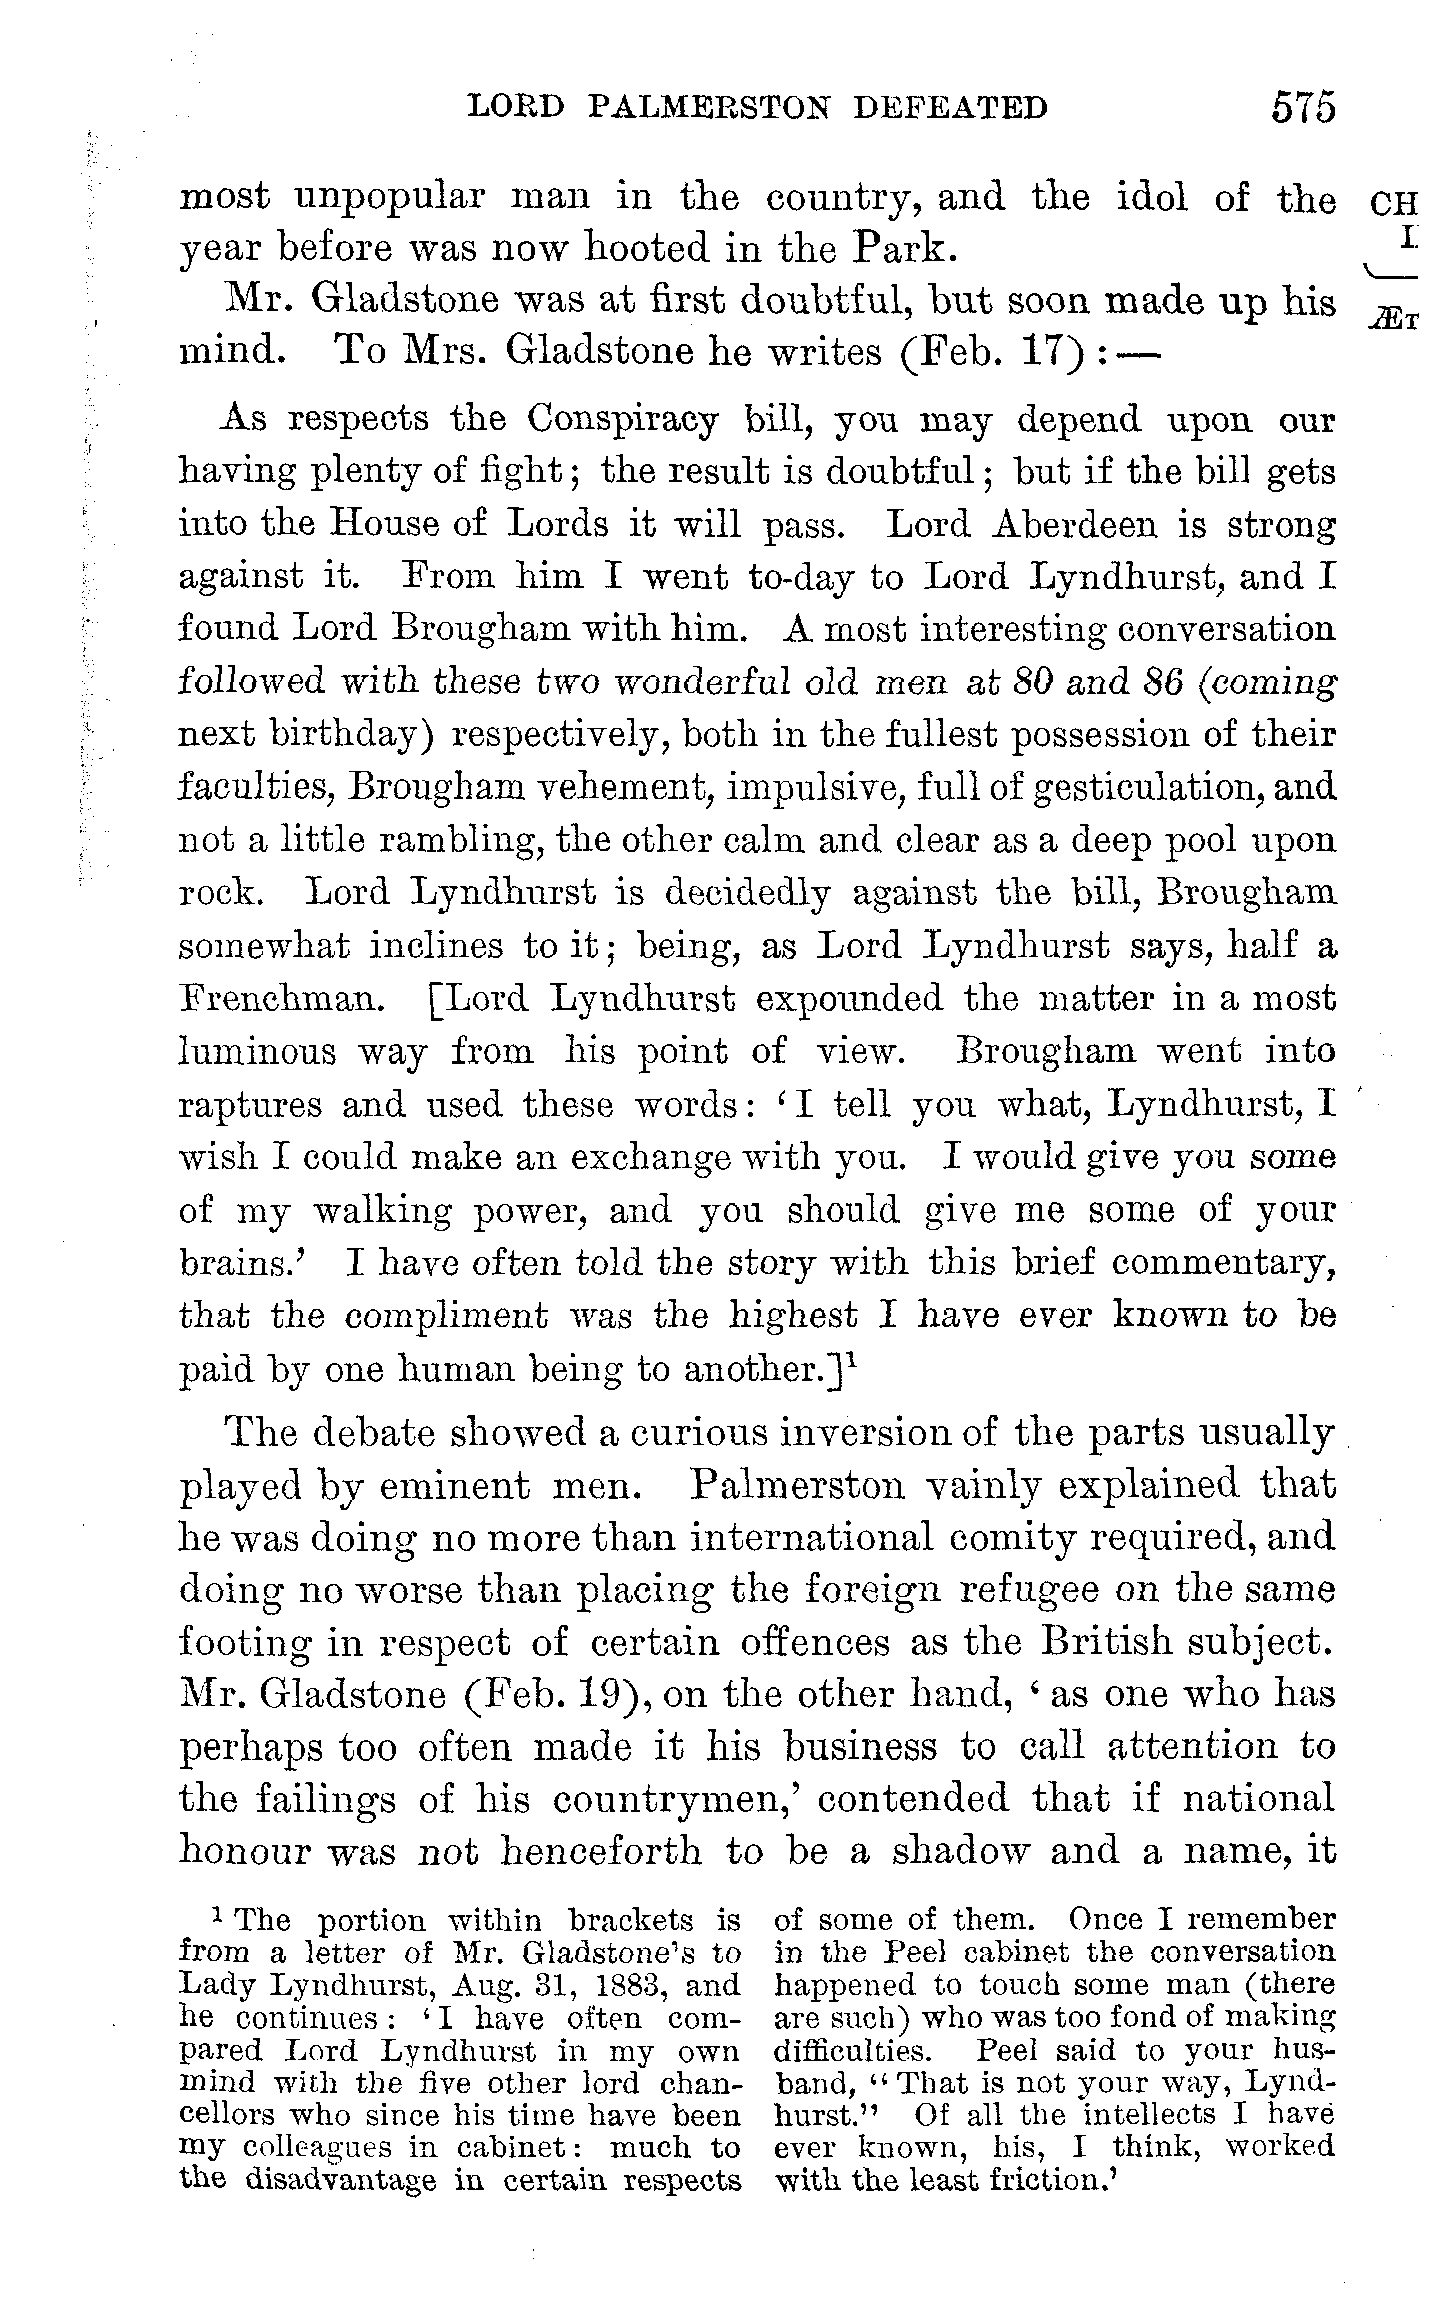 LORD PALMERSTON DEFEATED 575
most unpopular man in the country, and the idol of the
year before was now hooted in the Park.
Mr. Gladstone was at first doubtful, but soon made up his
mind. To Mrs. Gladstone he writes (Feb. 17) :—
CH
I
ÆT
As respects the Conspiracy bill, you may depend upon our
having plenty of fight; the result is doubtful; but if the bill gets
into the House of Lords it will pass. Lord Aberdeen is strong
against it. From him I went to-day to Lord Lyndhurst, and I
found Lord Brougham with him. A most interesting conversation
followed with these two wonderful old men at 80 and 86 (coming
next birthday) respectively, both in the fullest possession of their
faculties, Brougham vehement, impulsive, full of gesticulation, and
not a little rambling, the other calm and clear as a deep pool upon
rock. Lord Lyndhurst is decidedly against the bill, Brougham
somewhat inclines to it; being, as Lord Lyndhurst says, half a
Frenchman. [Lord Lyndhurst expounded the matter in a most
luminous way from his point of view. Brougham went into
raptures and used these words: ‘I tell you what, Lyndhurst, I
wish I could make an exchange with you. I would give you some
of my walking power, and you should give me some of your
brains.’ I have often told the story with this brief commentary,
that the compliment was the highest I have ever known to be
paid by one human being to another.]¹
The debate showed a curious inversion of the parts usually
played by eminent men. Palmerston vainly explained that
he was doing no more than international comity required, and
doing no worse than placing the foreign refugee on the same
footing in respect of certain offences as the British subject.
Mr. Gladstone (Feb. 19), on the other hand, ‘as one who has
perhaps too often made it his business to call attention to
the failings of his countrymen,’ contended that if national
honour was not henceforth to be a shadow and a name, it
¹ The portion within brackets is
from a letter of Mr. Gladstone's to
Lady Lyndhurst, Aug. 31, 1883, and
he continues: ‘I have often com-
pared Lord Lyndhurst in my own
mind with the five other lord chan-
cellors who since his time have been
my colleagues in cabinet: much to
the disadvantage in certain respects
of some of them. Once I remember
in the Peel cabinet the conversation
happened to touch some man (there
are such) who was too fond of making
difficulties. Peel said to your hus-
band, “That is not your way, Lynd-
hurst.” Of all the intellects I have
ever known, his, I think, worked
with the least friction.’